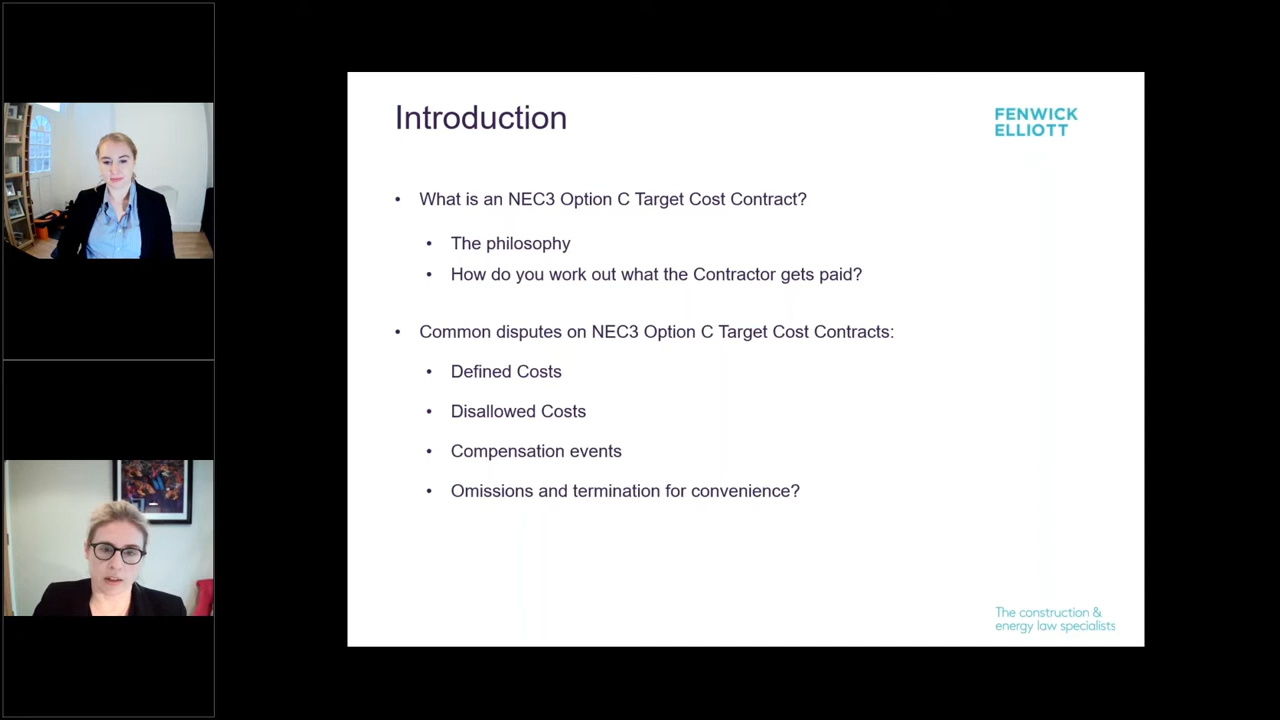 Introduction
FENWICK
ELLIOTT
• What is an NEC3 Option C Target Cost Contract?
• The philosophy
• How do you work out what the Contractor gets paid?
• Common disputes on NEC3 Option C Target Cost Contracts:
• Defined Costs
• Disallowed Costs
• Compensation events
• Omissions and termination for convenience?
The construction &
energy law specialists